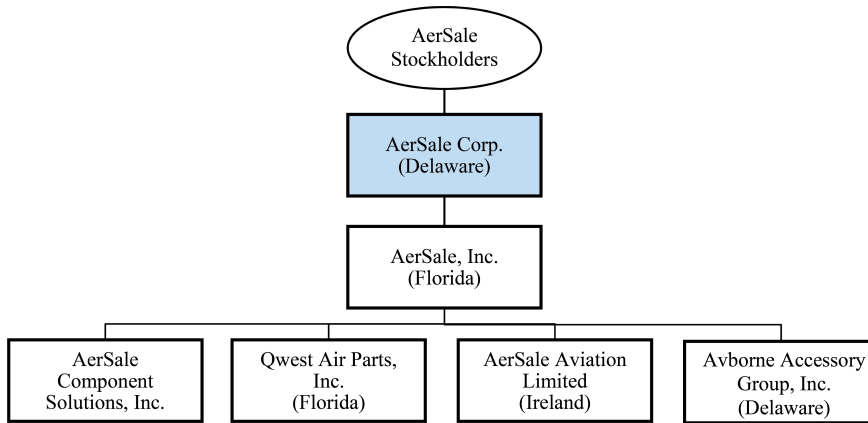 AerSale
Stockholders
AerSale Corp.
(Delaware)
AerSale, Inc.
(Florida)
AerSale
Component
Solutions, Inc.
Qwest Air Parts,
Inc.
(Florida)
AerSale Aviation
Limited
(Ireland)
Avborne Accessory
Group, Inc.
(Delaware)